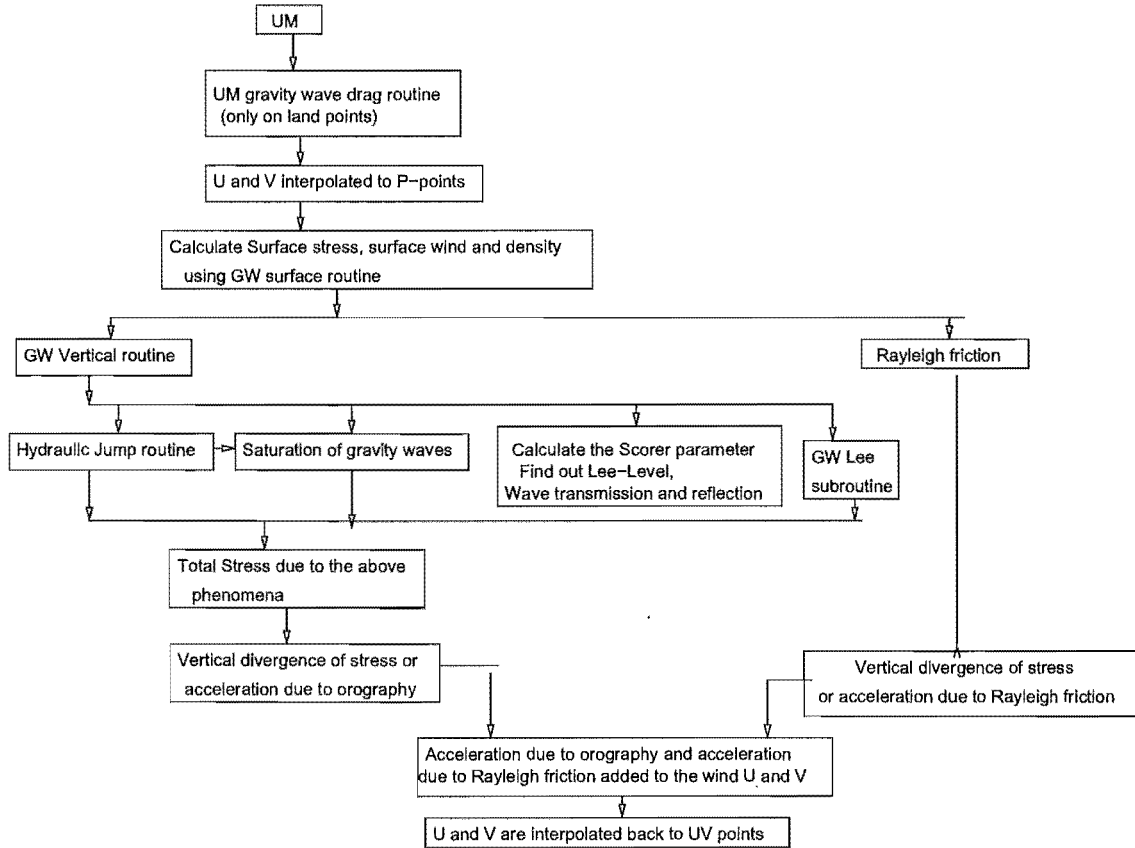 UM
UM gravity wave drag routine
(only on land points)
U and V interpolated to P-points
Calculate Surface stress, surface wind and density
using GW surface routine
GW Vertical routine
Rayleigh friction
Hydraulic Jump routine
Saturation of gravity waves
Calculate the Scorer parameter
Find out Lee-Level,
Wave transmission and reflection
GW Lee
subroutine
Total Stress due to the above
phenomena
Vertical divergence of stress or
acceleration due to orography
Vertical divergence of stress
or acceleration due to Rayleigh friction
Acceleration due to orography and acceleration
due to Rayleigh friction added to the wind U and V
U and V are interpolated back to UV points